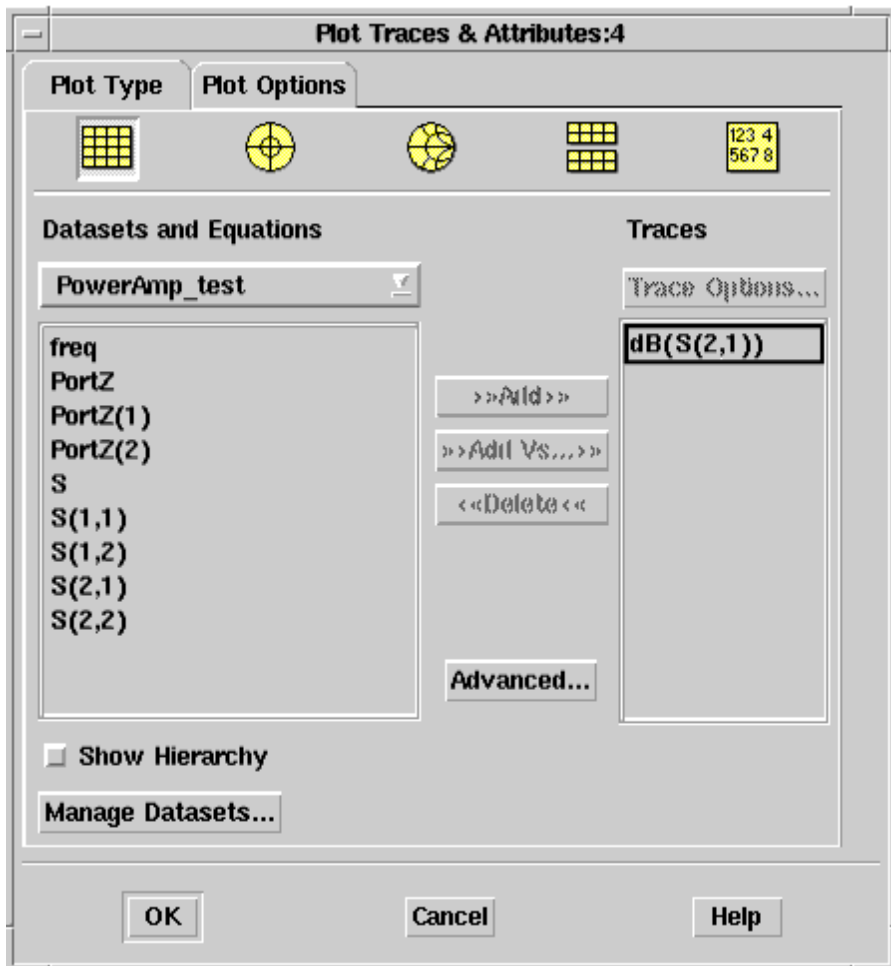 Plot Traces & Attributes:4
Plot Type
Plot Options
123 4
567 8
Datasets and Equations
Traces
PowerAmp_test
Trace Options...
freq
PortZ
PortZ(1)
PortZ(2)
S
S(1,1)
S(1,2)
S(2,1)
S(2,2)
dB(S(2,1))
>>Add>>
>>Add Vs...>>
<<Delete<<
Advanced...
Show Hierarchy
Manage Datasets...
OK
Cancel
Help